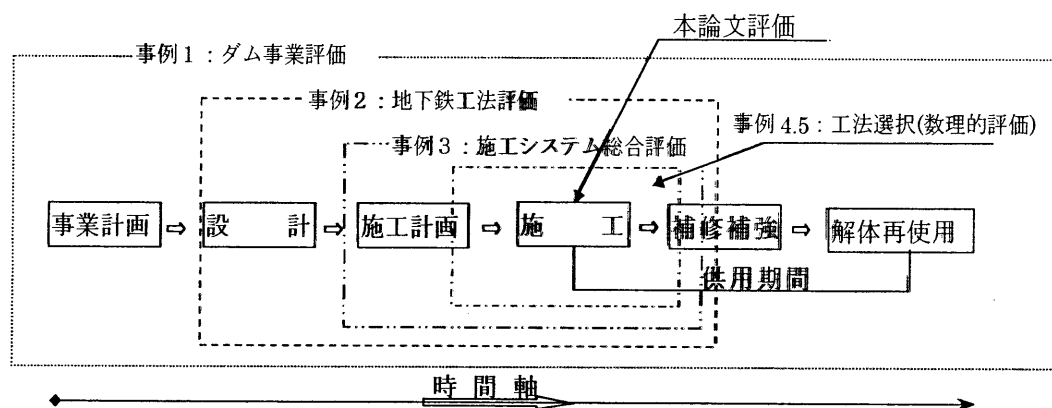 本論文評価
事例1：ダム事業評価
事例2：地下鉄工法評価
事例4.5：工法選択(数理的評価)
事例3：施工システム総合評価
事業計画 ⇨ 設 計 ⇨ 施工計画 ⇨ 施 工 ⇨ 補修補強 ⇨ 解体再使用
供用期間
時間軸